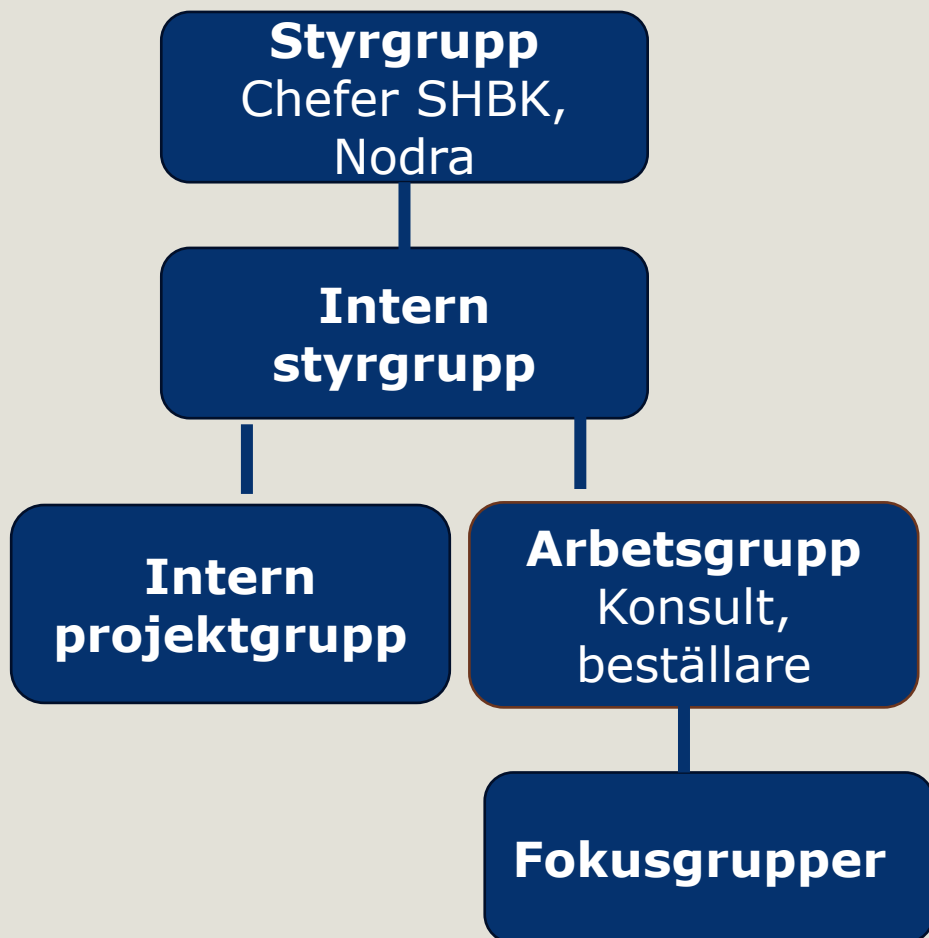 Styrgrupp
Chefer SHBK,
Nodra
Intern
styrgrupp
Intern
projektgrupp
Arbetsgrupp
Konsult,
beställare
Fokusgrupper